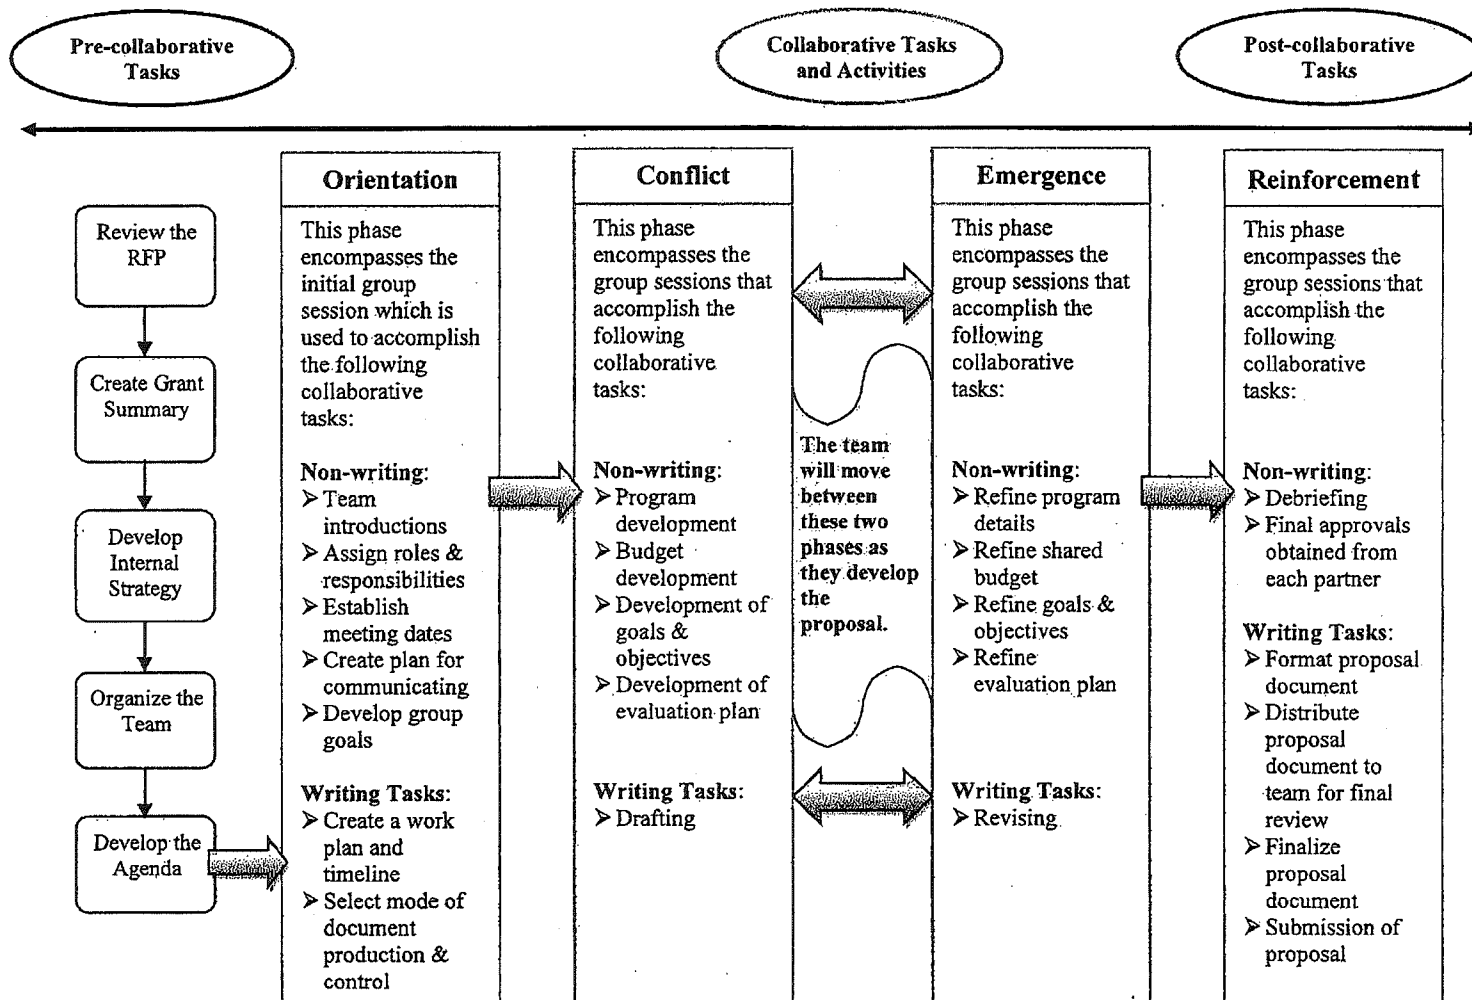 Pre-collaborative
Tasks
Collaborative Tasks
and Activities
Post-collaborative
Tasks
Review the
RFP
Create Grant
Summary
Develop
Internal
Strategy
Organize the
Team
Develop the
Agenda
Orientation
This phase
encompasses the
initial group
session which is
used to accomplish
the following
collaborative
tasks:
Non-writing:
➢ Team
introductions
➢ Assign roles &
responsibilities
➢ Establish
meeting dates
➢ Create plan for
communicating
➢ Develop group
goals
Writing Tasks:
➢ Create a work
plan and
timeline
➢ Select mode of
document
production &
control
Conflict
This phase
encompasses the
group sessions that
accomplish the
following
collaborative
tasks:
Non-writing:
➢ Program
development
➢ Budget
development
➢ Development of
goals &
objectives
➢ Development of
evaluation plan
Writing Tasks:
➢ Drafting
The team
will move
between
these two
phases as
they develop
the
proposal.
Emergence
This phase
encompasses the
group sessions that
accomplish the
following
collaborative
tasks:
Non-writing:
➢ Refine program
details
➢ Refine shared
budget
➢ Refine goals &
objectives
➢ Refine
evaluation plan
Writing Tasks:
➢ Revising
Reinforcement
This phase
encompasses the
group sessions that
accomplish the
following
collaborative
tasks:
Non-writing:
➢ Debriefing
➢ Final approvals
obtained from
each partner
Writing Tasks:
➢ Format proposal
document
➢ Distribute
proposal
document to
team for final
review
➢ Finalize
proposal
document
➢ Submission of
proposal